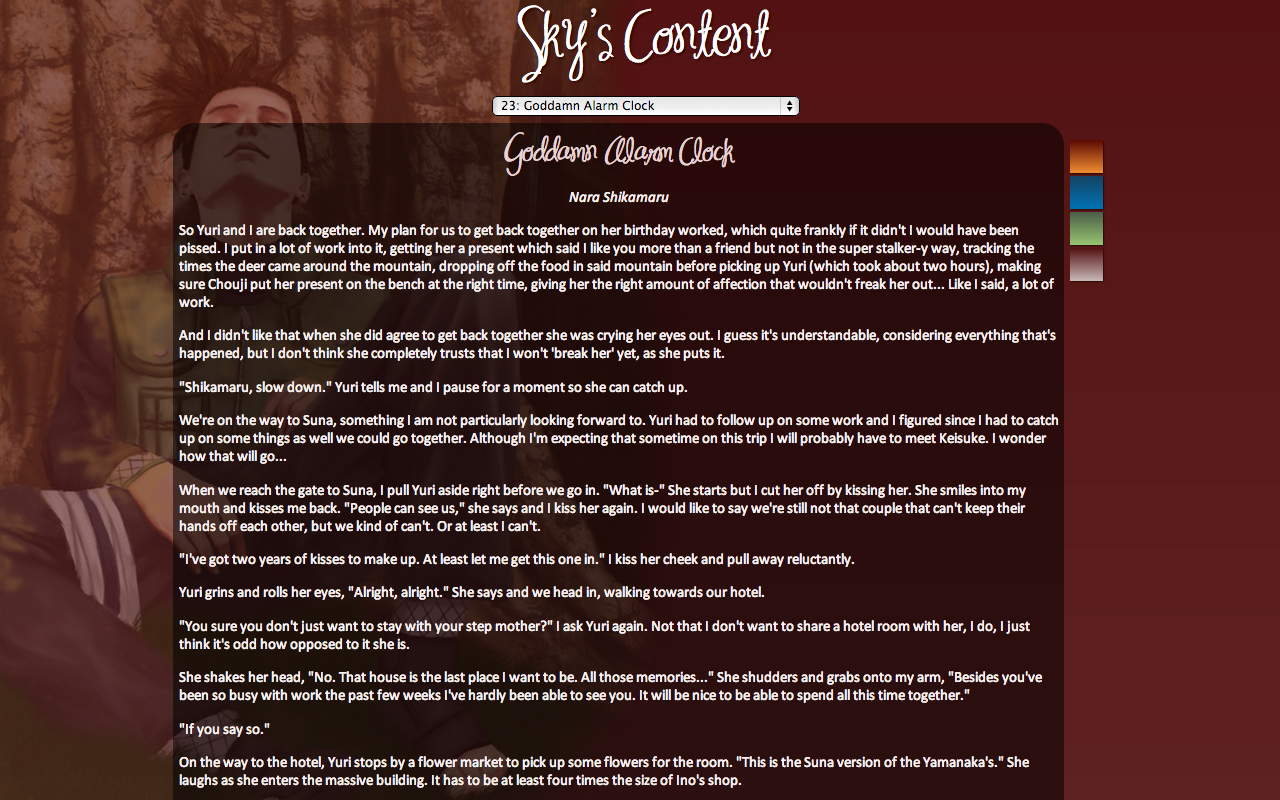 Sky's Content
23: Goddamn Alarm Clock
Goddamn Alarm Clock
Nara Shikamaru
So Yuri and I are back together. My plan for us to get back together on her birthday worked, which quite frankly if it didn't I would have been
pissed. I put in a lot of work into it, getting her a present which said I like you more than a friend but not in the super stalker-y way, tracking the
times the deer came around the mountain, dropping off the food in said mountain before picking up Yuri (which took about two hours), making
sure Chouji put her present on the bench at the right time, giving her the right amount of affection that wouldn't freak her out... Like I said, a lot of
work.
And I didn't like that when she did agree to get back together she was crying her eyes out. I guess it's understandable, considering everything that's
happened, but I don't think she completely trusts that I won't 'break her' yet, as she puts it.
"Shikamaru, slow down." Yuri tells me and I pause for a moment so she can catch up.
We're on the way to Suna, something I am not particularly looking forward to. Yuri had to follow up on some work and I figured since I had to catch
up on some things as well we could go together. Although I'm expecting that sometime on this trip I will probably have to meet Keisuke. I wonder
how that will go...
When we reach the gate to Suna, I pull Yuri aside right before we go in. "What is-" She starts but I cut her off by kissing her. She smiles into my
mouth and kisses me back. "People can see us," she says and I kiss her again. I would like to say we're still not that couple that can't keep their
hands off each other, but we kind of can't. Or at least I can't.
"I've got two years of kisses to make up. At least let me get this one in." I kiss her cheek and pull away reluctantly.
Yuri grins and rolls her eyes, "Alright, alright." She says and we head in, walking towards our hotel.
"You sure you don't just want to stay with your step mother?" I ask Yuri again. Not that I don't want to share a hotel room with her, I do, I just
think it's odd how opposed to it she is.
She shakes her head, "No. That house is the last place I want to be. All those memories..." She shudders and grabs onto my arm, "Besides you've
been so busy with work the past few weeks I've hardly been able to see you. It will be nice to be able to spend all this time together."
"If you say so."
On the way to the hotel, Yuri stops by a flower market to pick up some flowers for the room. "This is the Suna version of the Yamanaka's." She
laughs as she enters the massive building. It has to be at least four times the size of Ino's shop.